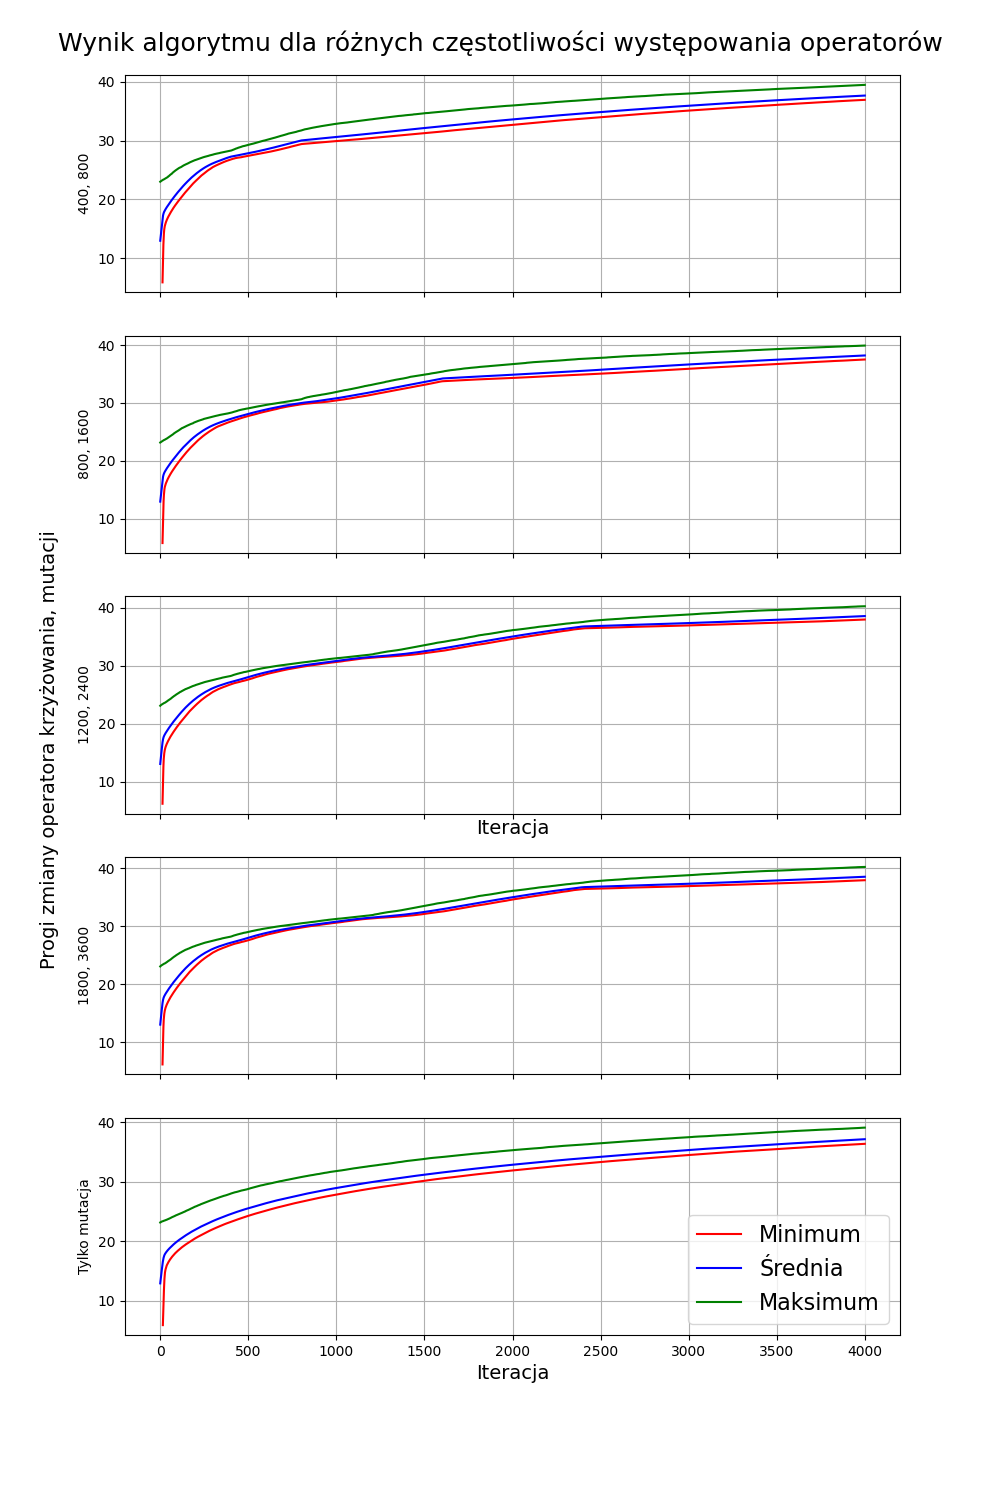 Wynik algorytmu dla różnych częstotliwości występowania operatorów
Progi zmiany operatora krzyżowania, mutacji
400, 800
40
30
20
10
800, 1600
40
30
20
10
1200, 2400
40
30
20
10
Iteracja
1800, 3600
40
30
20
10
Tylko mutacja
40
30
20
10
Minimum
Średnia
Maksimum
0 500 1000 1500 2000 2500 3000 3500 4000
Iteracja